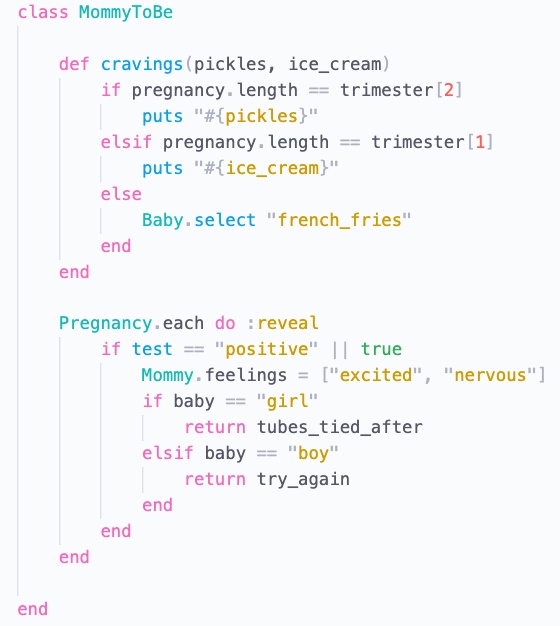 class MommyToBe
def cravings(pickles, ice_cream)
if pregnancy.length == trimester[2]
puts "#{pickles}"
elsif pregnancy.length == trimester[1]
puts "#{ice_cream}"
else
Baby.select "french_fries"
end
end
Pregnancy.each do :reveal
if test == "positive" || true
Mommy.feelings = ["excited", "nervous"]
if baby == "girl"
return tubes_tied_after
elsif baby == "boy"
return try_again
end
end
end
end